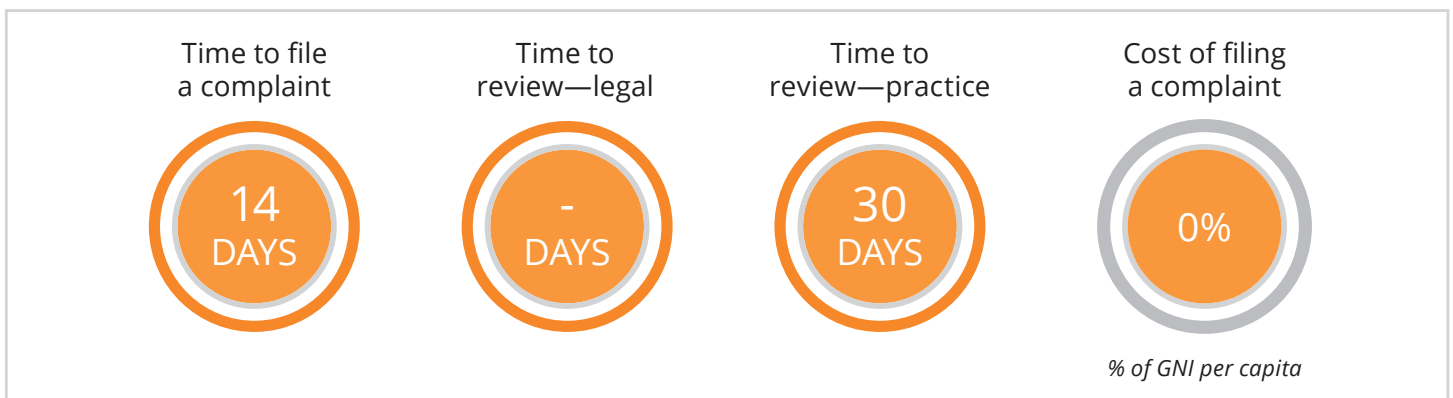 Time to file
a complaint
14
DAYS
Time to
review—legal
-
DAYS
Time to
review—practice
30
DAYS
Cost of filing
a complaint
0%
% of GNI per capita